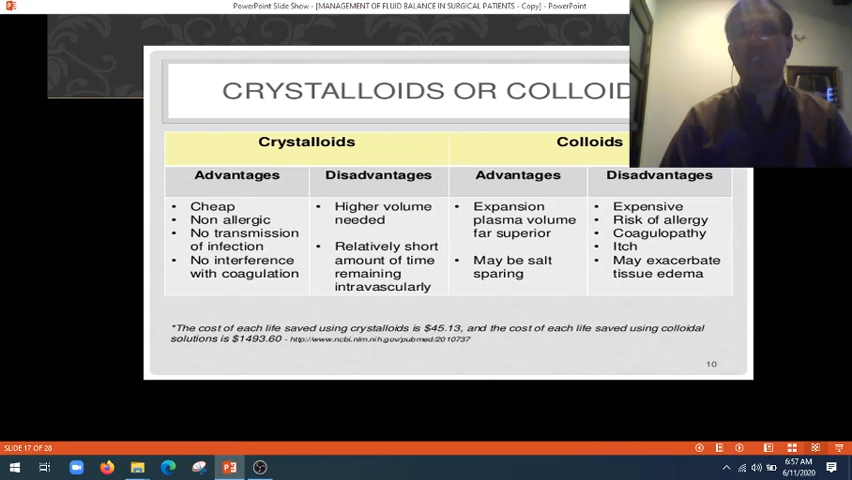 PowerPoint Slide Show - [MANAGEMENT OF FLUID BALANCE IN SURGICAL PATIENTS - Copy] - PowerPoint
CRYSTALLOIDS OR COLLOID
Crystalloids
Colloids
Advantages
Disadvantages
Advantages
Disadvantages
• Cheap
• Non allergic
• No transmission
of infection
• No interference
with coagulation
• Higher volume
needed
• Relatively short
amount of time
remaining
intravascularly
• Expansion
plasma volume
far superior
• May be salt
sparing
• Expensive
• Risk of allergy
• Coagulopathy
• Itch
• May exacerbate
tissue edema
*The cost of each life saved using crystalloids is $45.13, and the cost of each life saved using colloidal
solutions is $1493.60 - http://www.ncbi.nlm.nih.gov/pubmed/2010737
10
SLIDE 17 OF 28
6:57 AM
6/11/2020